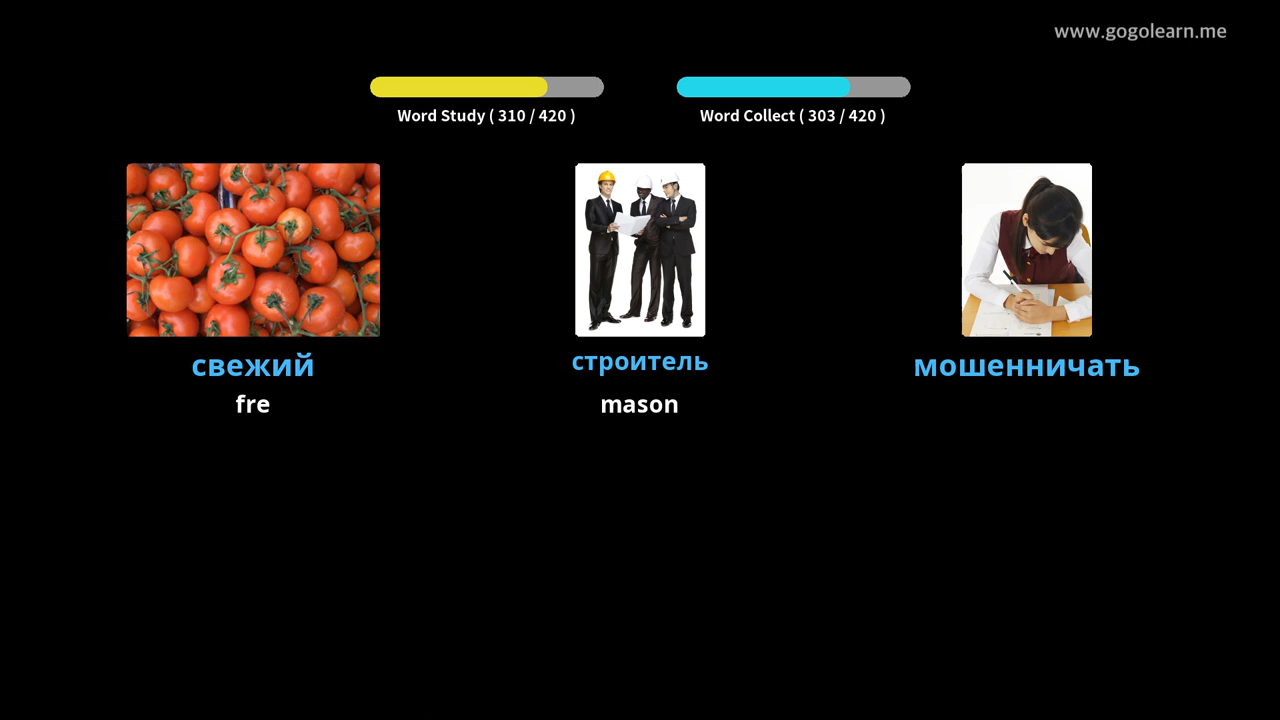 www.gogolearn.me
Word Study ( 310 / 420 )
Word Collect ( 303 / 420 )
свежий
строитель
мошенничать
fre
mason